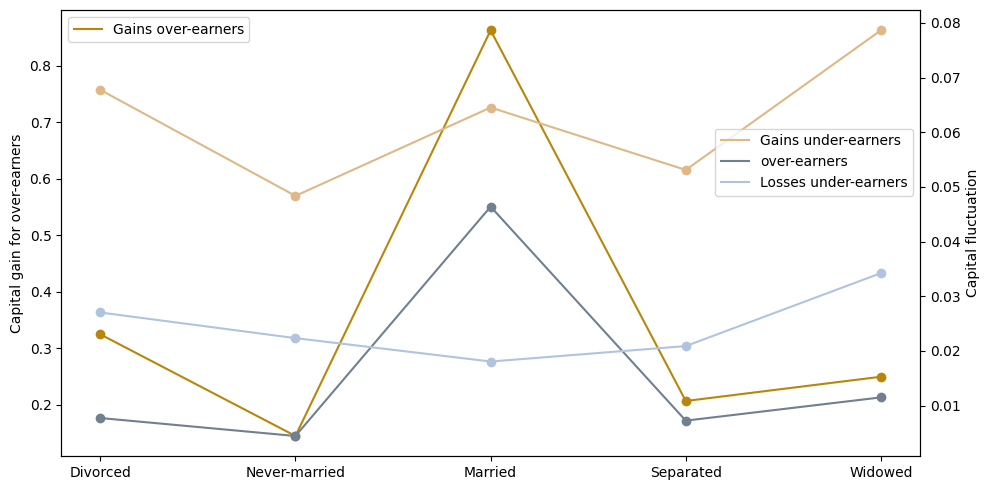 Gains over-earners
Capital gain for over-earners
0.8
0.7
0.6
0.5
0.4
0.3
0.2
Gains under-earners
over-earners
Losses under-earners
0.08
0.07
0.06
0.05
0.04
0.03
0.02
0.01
Capital fluctuation
Divorced
Never-married
Married
Separated
Widowed